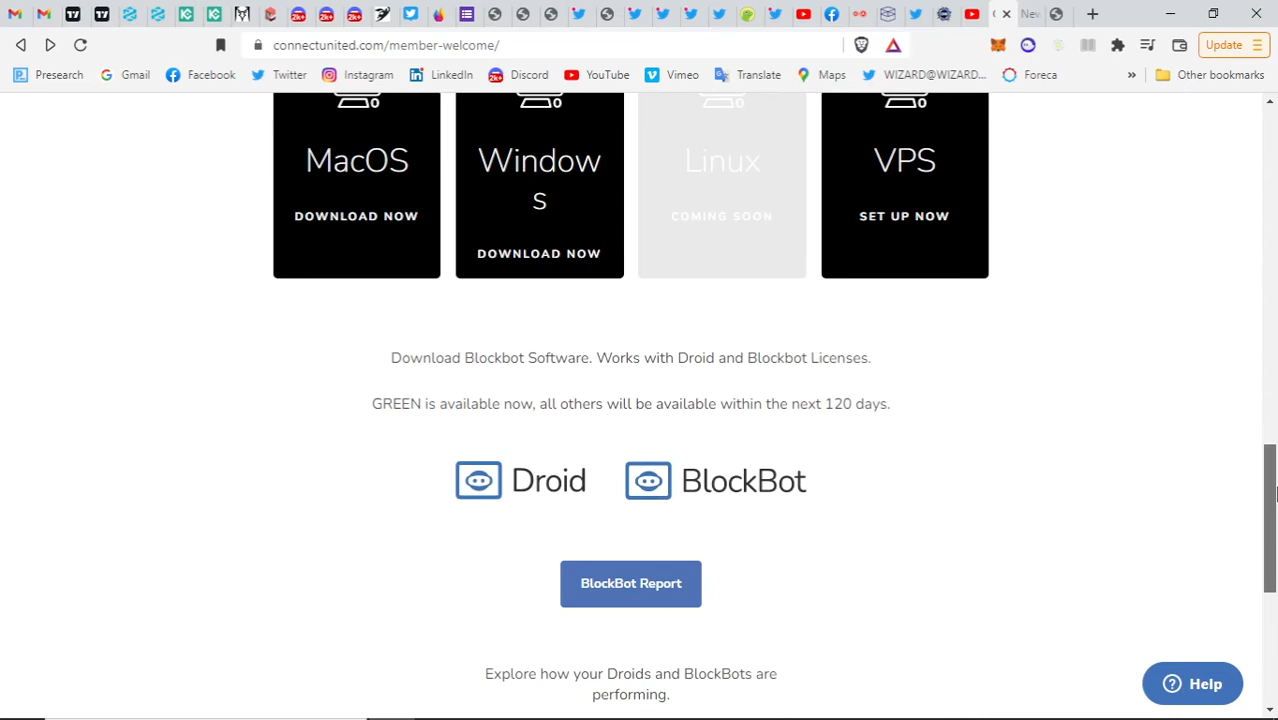 connectunited.com/member-welcome/
Update
Presearch Gmail Facebook Twitter Instagram LinkedIn Discord YouTube Vimeo Translate Maps WIZARD@WIZARD... Foreca » Other bookmarks
MacOS
DOWNLOAD NOW
Window
s
DOWNLOAD NOW
Linux
COMING SOON
VPS
SET UP NOW
Download Blockbot Software. Works with Droid and Blockbot Licenses.
GREEN is available now, all others will be available within the next 120 days.
Droid BlockBot
BlockBot Report
Explore how your Droids and BlockBots are
performing.
Help